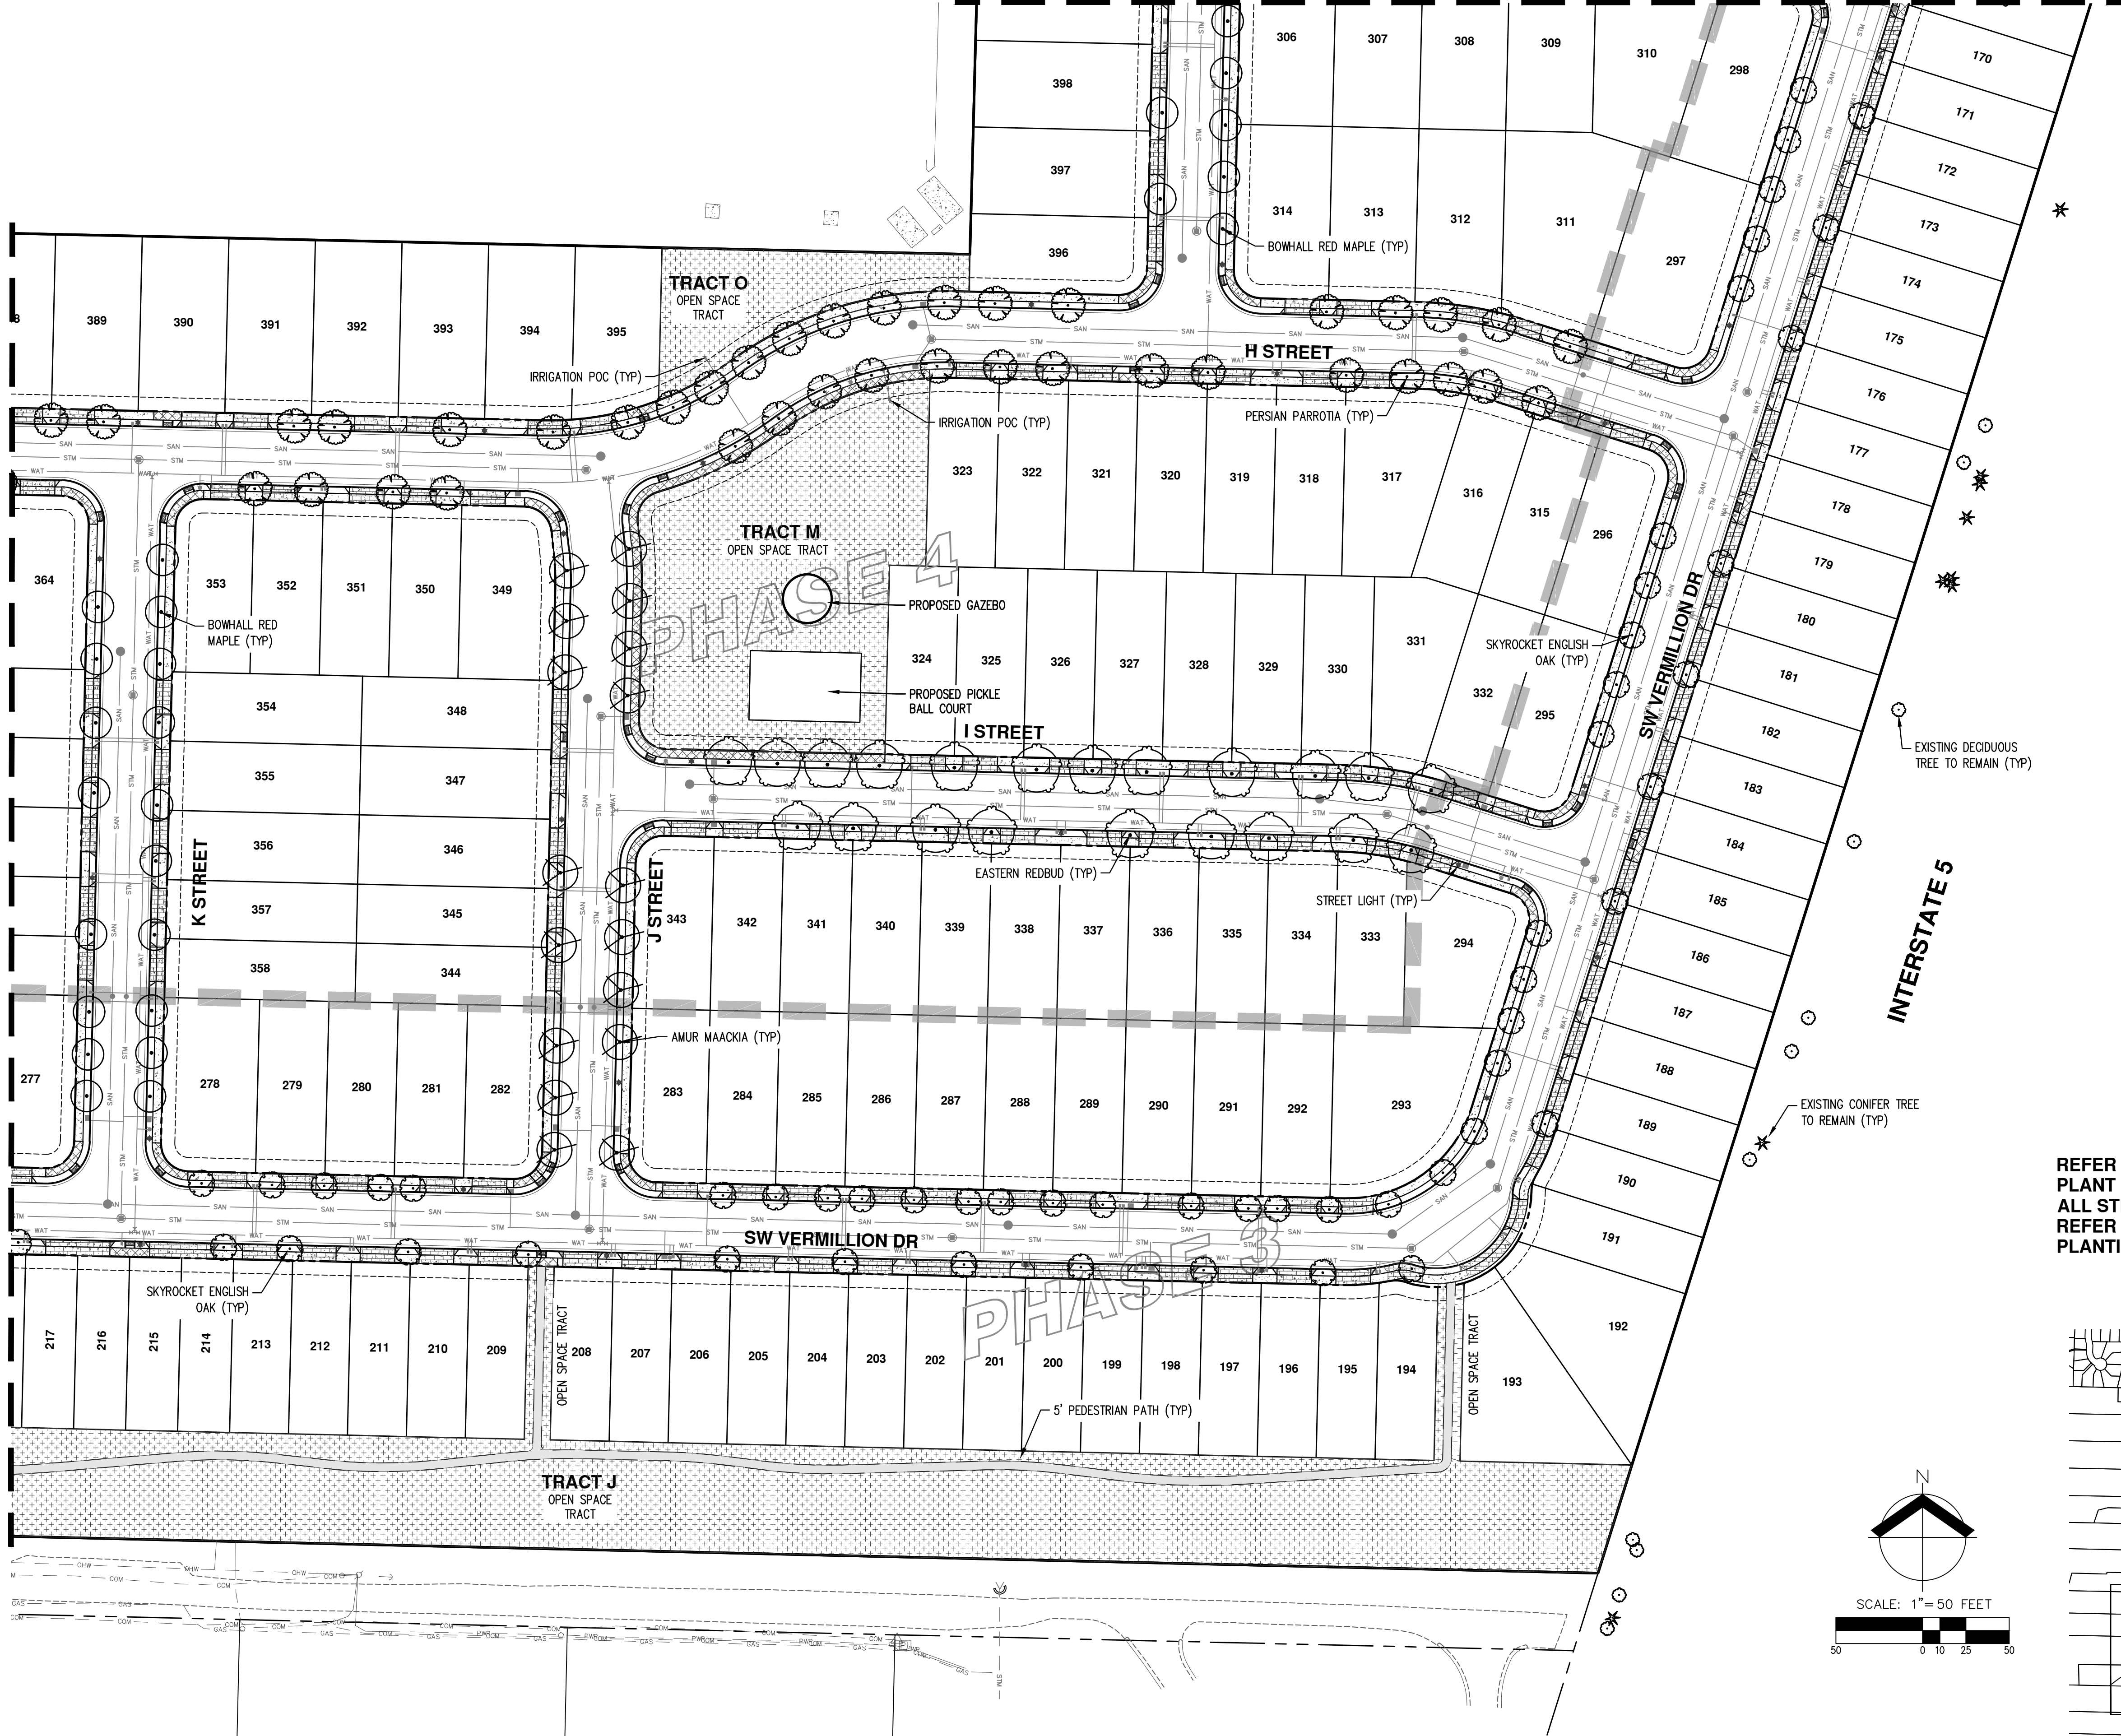 306
307
308
309
310
298
170
171
172
173
174
175
176
177
178
179
180
181
182
183
184
185
186
187
188
189
190
191
192
193
398
397
396
314
313
312
311
297
BOWHALL RED MAPLE (TYP)
TRACT O
OPEN SPACE
TRACT
8
389
390
391
392
393
394
395
IRRIGATION POC (TYP)
H STREET
PERSIAN PARROTIA (TYP)
IRRIGATION POC (TYP)
323
322
321
320
319
318
317
316
315
296
TRACT M
OPEN SPACE TRACT
PHASE 4
PROPOSED GAZEBO
PROPOSED PICKLE
BALL COURT
364
353
352
351
350
349
BOWHALL RED
MAPLE (TYP)
324
325
326
327
328
329
330
331
332
295
SKYROCKET ENGLISH
OAK (TYP)
SW VERMILLION DR
EXISTING DECIDUOUS
TREE TO REMAIN (TYP)
354
348
355
347
356
346
357
345
358
344
I STREET
K STREET
J STREET
EASTERN REDBUD (TYP)
STREET LIGHT (TYP)
343
342
341
340
339
338
337
336
335
334
333
294
INTERSTATE 5
AMUR MAACKIA (TYP)
277
278
279
280
281
282
283
284
285
286
287
288
289
290
291
292
293
EXISTING CONIFER TREE
TO REMAIN (TYP)
REFER
PLANT
ALL ST
REFER
PLANTI
SW VERMILLION DR
PHASE 3
SKYROCKET ENGLISH
OAK (TYP)
217
216
215
214
213
212
211
210
209
OPEN SPACE TRACT
208
207
206
205
204
203
202
201
200
199
198
197
196
195
194
OPEN SPACE TRACT
5' PEDESTRIAN PATH (TYP)
TRACT J
OPEN SPACE
TRACT
N
SCALE: 1"=50 FEET
50 0 10 25 50
SAN
STM
WAT
OHW
COM
GAS
PWR